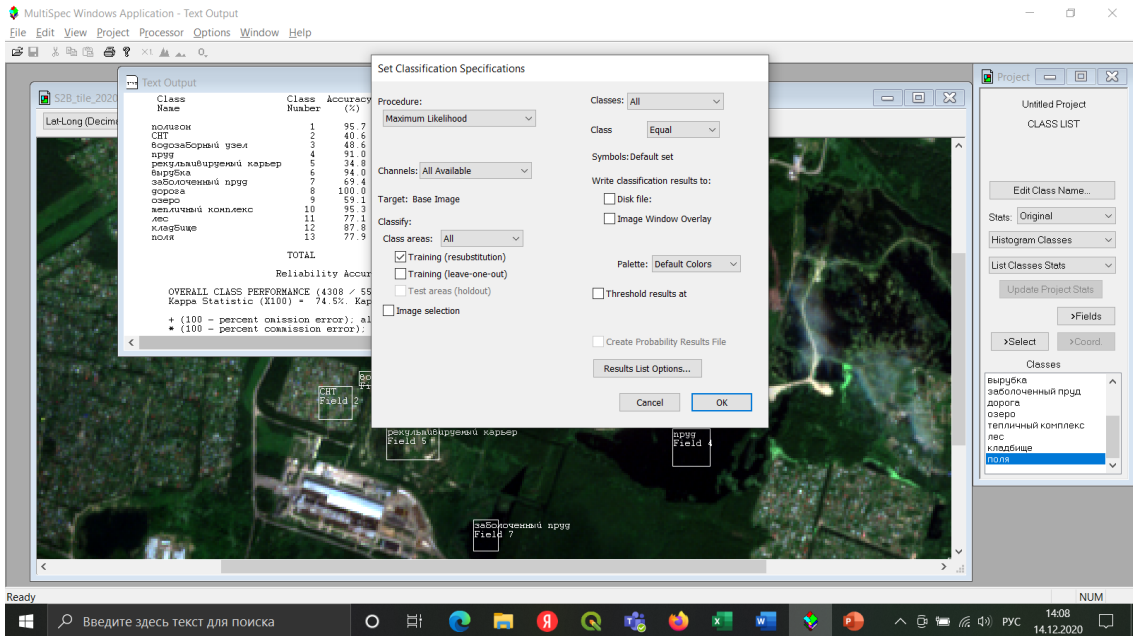 MultiSpec Windows Application - Text Output
File Edit View Project Processor Options Window Help
S2B_tile_2020
Lat-Long (Decim
Text Output
Class Class Accuracy
Name Number (%)
полигон 1 95.7
СНТ 2 40.6
водозаборный узел 3 48.6
пруд 4 91.0
рекультивируемый карьер 5 34.8
вырубка 6 94.0
заболоченный пруд 7 69.4
дорога 8 100.0
озеро 9 59.1
тепличный комплекс 10 95.3
лес 11 77.1
кладбище 12 87.8
поля 13 77.9
TOTAL
Reliability Accur
OVERALL CLASS PERFORMANCE (4308 / 55
Kappa Statistic (X100) = 74.5%. Kap
+ (100 - percent omission error); al
* (100 - percent commission error);
Set Classification Specifications
Procedure:
Maximum Likelihood
Channels: All Available
Target: Base Image
Classify:
Class areas: All
Training (resubstitution)
Training (leave-one-out)
Test areas (holdout)
Image selection
Classes: All
Class Equal
Symbols: Default set
Write classification results to:
Disk file:
Image Window Overlay
Palette: Default Colors
Threshold results at
Create Probability Results File
Results List Options...
Cancel OK
СНТ
Field 2
рекультивируемый карьер
Field 5
пруд
Field 4
заболоченный пруд
Field 7
Project
Untitled Project
CLASS LIST
Edit Class Name...
Stats: Original
Histogram Classes
List Classes Stats
Update Project Stats
>Fields
>Select >Coord.
Classes
вырубка
заболоченный пруд
дорога
озеро
тепличный комплекс
лес
кладбище
поля
Ready NUM
Введите здесь текст для поиска
РУС
14:08
14.12.2020